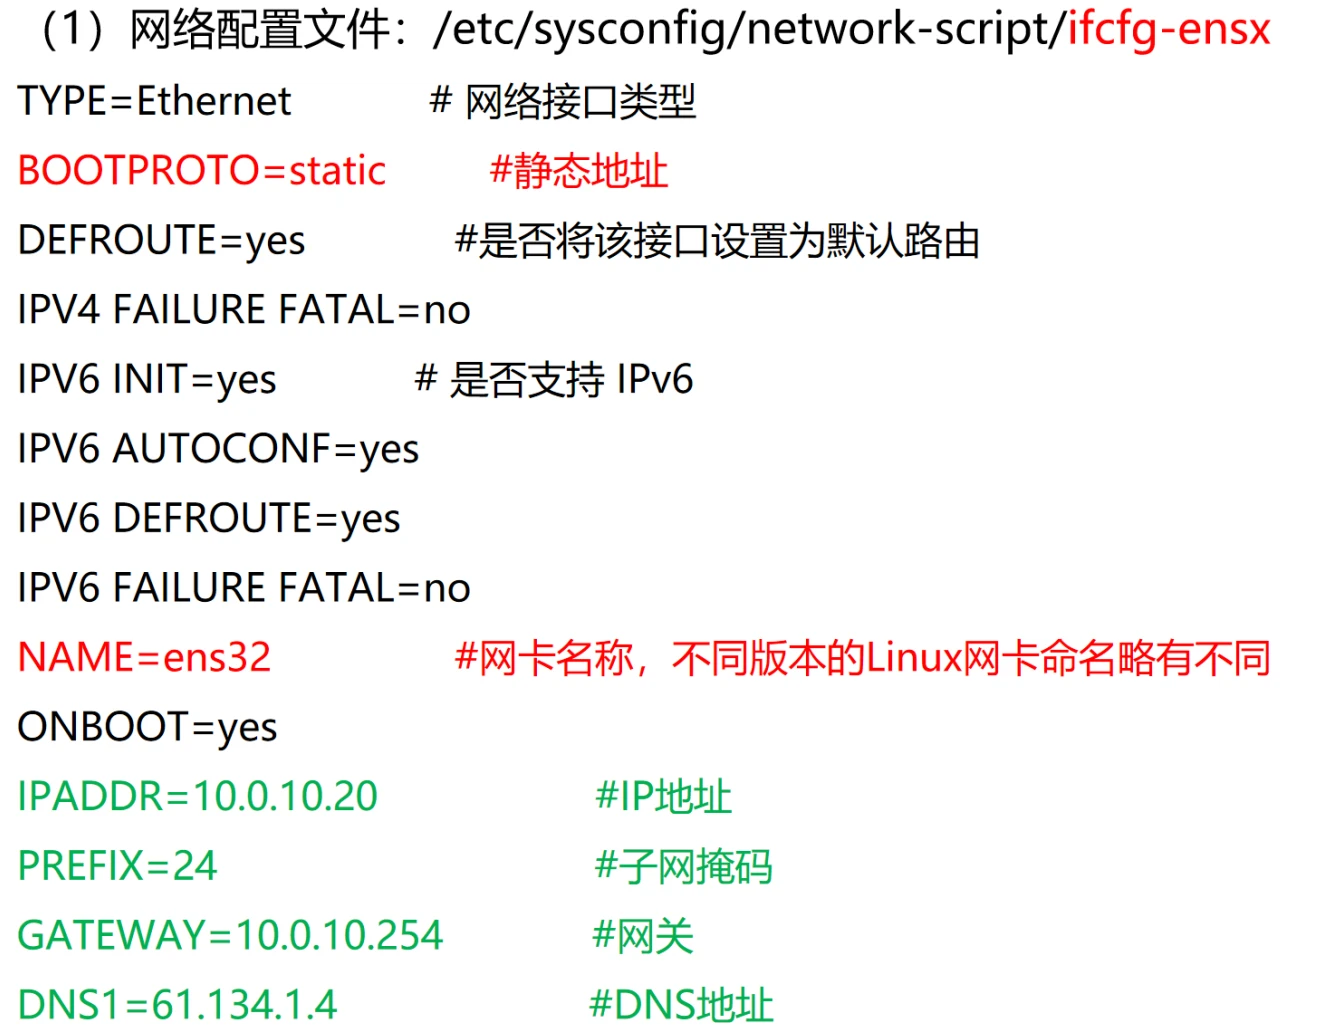 （1）网络配置文件：/etc/sysconfig/network-script/ifcfg-ensx
TYPE=Ethernet # 网络接口类型
BOOTPROTO=static #静态地址
DEFROUTE=yes #是否将该接口设置为默认路由
IPV4 FAILURE FATAL=no
IPV6 INIT=yes # 是否支持 IPv6
IPV6 AUTOCONF=yes
IPV6 DEFROUTE=yes
IPV6 FAILURE FATAL=no
NAME=ens32 #网卡名称，不同版本的Linux网卡命名略有不同
ONBOOT=yes
IPADDR=10.0.10.20 #IP地址
PREFIX=24 #子网掩码
GATEWAY=10.0.10.254 #网关
DNS1=61.134.1.4 #DNS地址